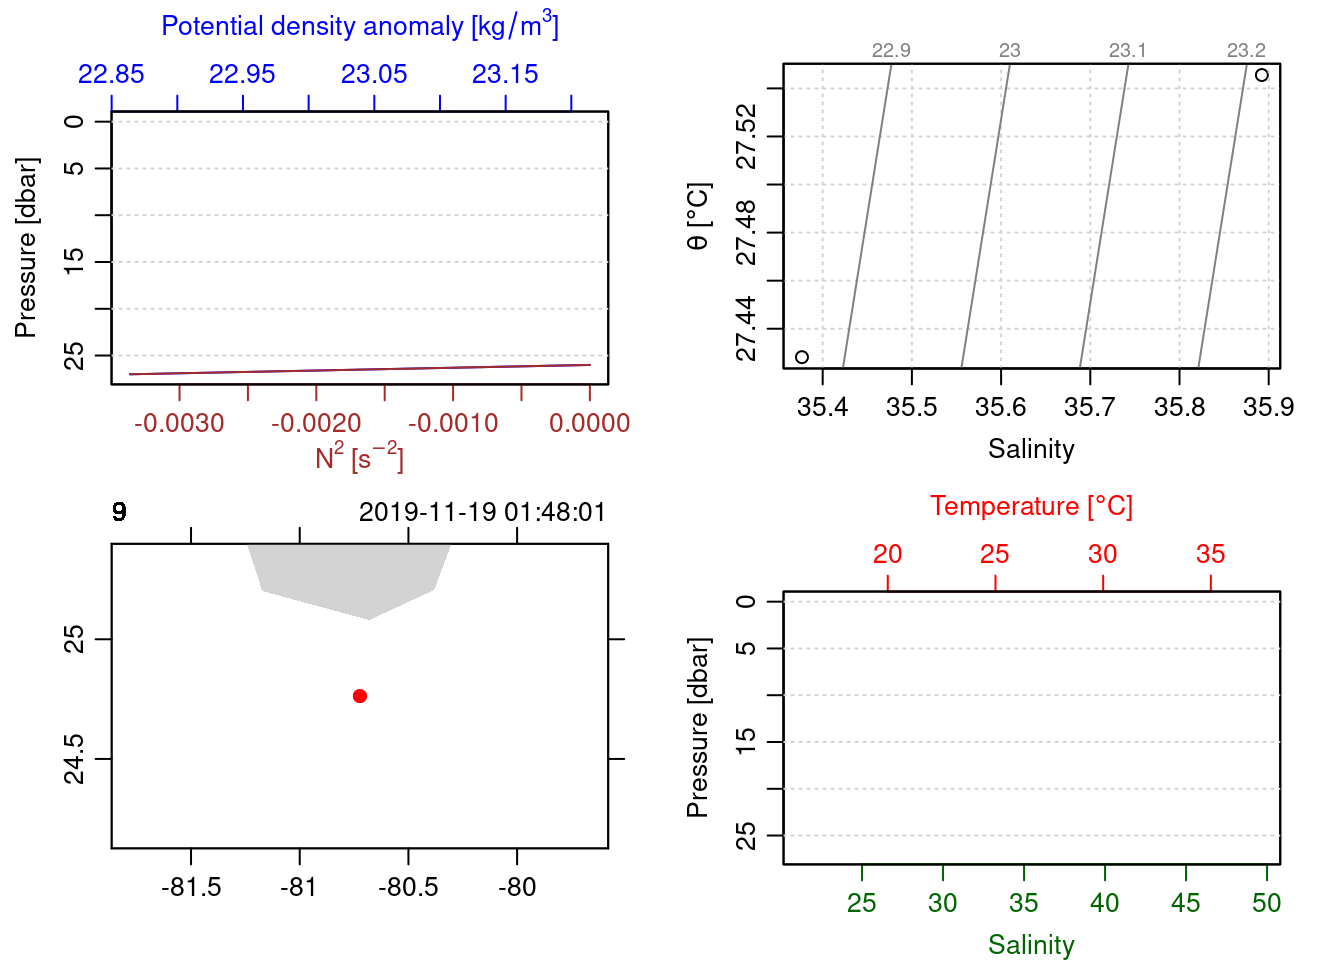 Potential density anomaly [kg/m³]
22.85 22.95 23.05 23.15
Pressure [dbar]
0
5
15
25
-0.0030 -0.0020 -0.0010 0.0000
N² [s⁻²]
22.9 23 23.1 23.2
θ [°C]
27.52
27.48
27.44
35.4 35.5 35.6 35.7 35.8 35.9
Salinity
9 2019-11-19 01:48:01
25
24.5
-81.5 -81 -80.5 -80
Temperature [°C]
20 25 30 35
Pressure [dbar]
0
5
15
25
25 30 35 40 45 50
Salinity